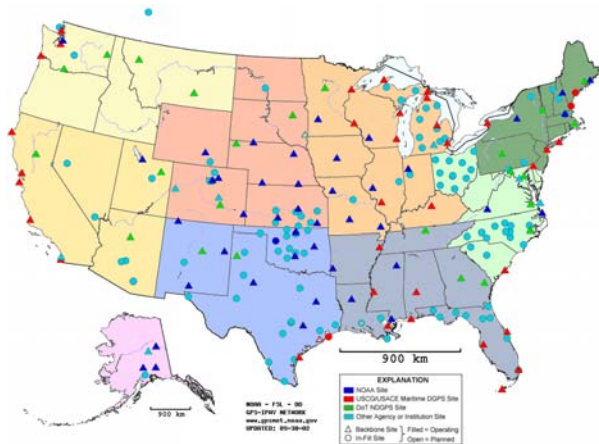 900 km
900 km
NOAA - FSL - DD
GPS-IPWV NETWORK
www.gpsmet.noaa.gov
UPDATED: 09-30-02
EXPLANATION
NOAA Site
USCG/USACE Maritime DGPS Site
DoT NDGPS Site
Other Agency or Institution Site
Backbone Site
In-Fill Site
Filled = Operating
Open = Planned